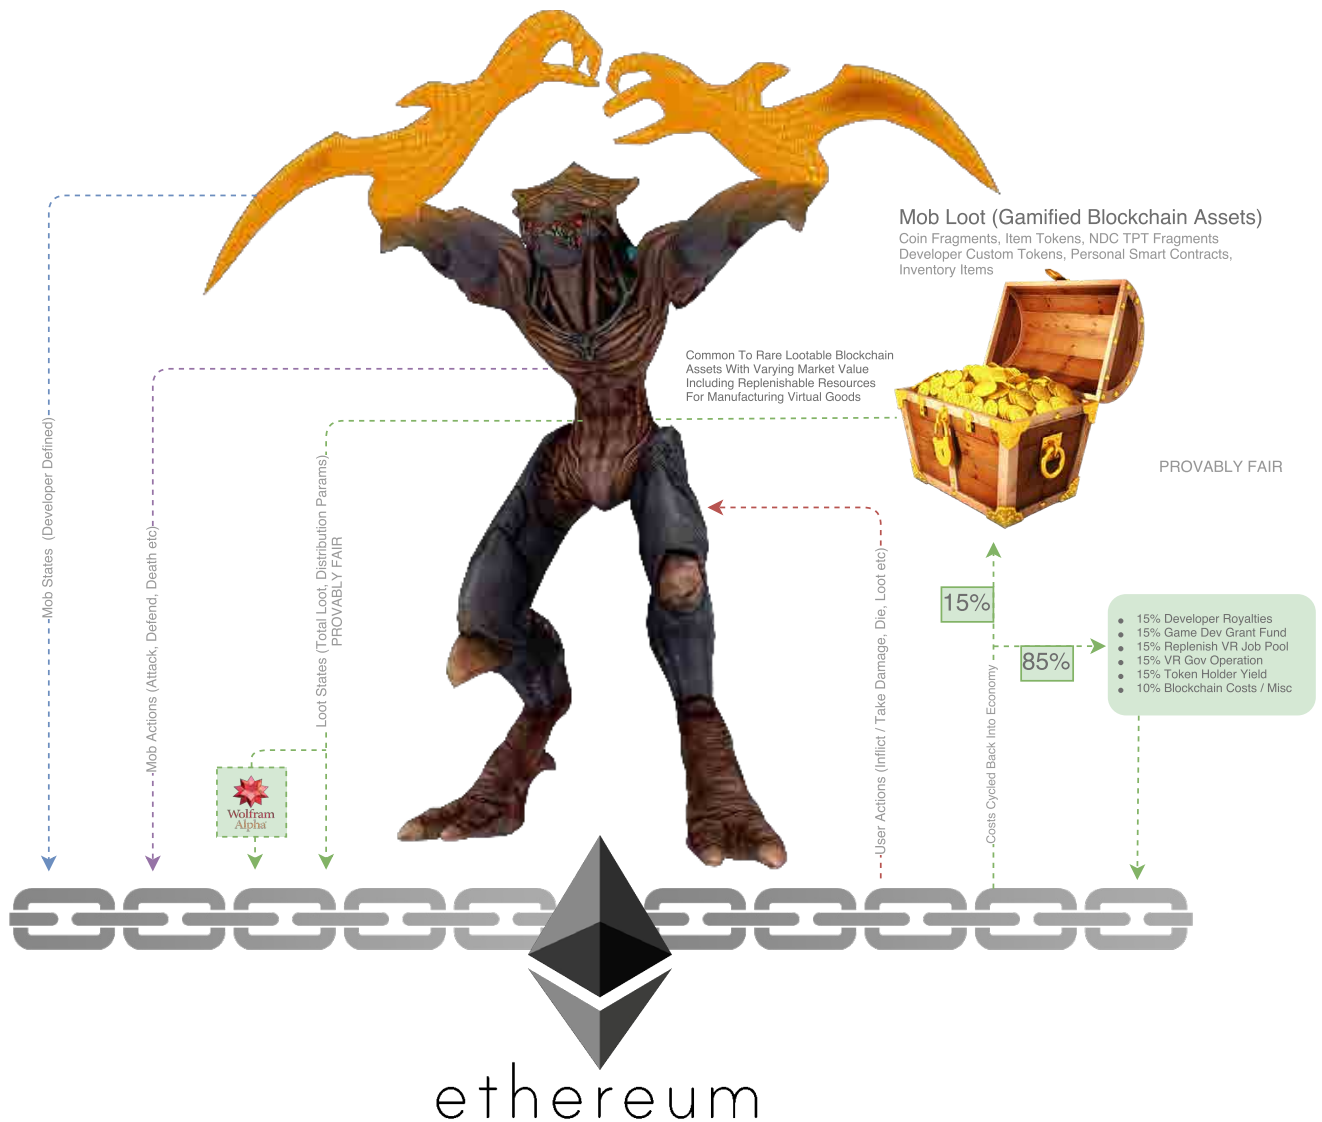 Mob Loot (Gamified Blockchain Assets)
Coin Fragments, Item Tokens, NDC TPT Fragments
Developer Custom Tokens, Personal Smart Contracts,
Inventory Items
Common To Rare Lootable Blockchain
Assets With Varying Market Value
Including Replenishable Resources
For Manufacturing Virtual Goods
PROVABLY FAIR
Mob States (Developer Defined)
Mob Actions (Attack, Defend, Death etc)
Loot States (Total Loot, Distribution Params)
PROVABLY FAIR
User Actions (Inflict / Take Damage, Die, Loot etc)
Costs Cycled Back Into Economy
15%
85%
• 15% Developer Royalties
• 15% Game Dev Grant Fund
• 15% Replenish VR Job Pool
• 15% VR Gov Operation
• 15% Token Holder Yield
• 10% Blockchain Costs / Misc
Wolfram
Alpha
ethereum